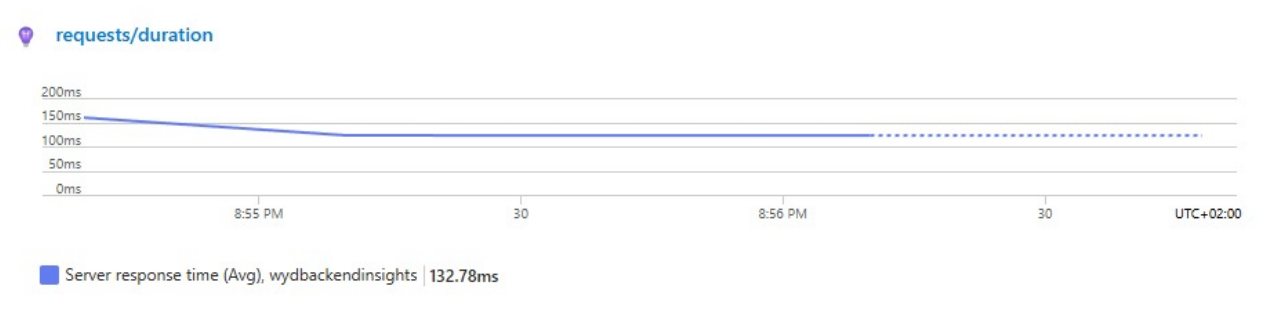 requests/duration
200ms
150ms
100ms
50ms
0ms
8:55 PM 30 8:56 PM 30 UTC+02:00
Server response time (Avg), wydbackendinsights 132.78ms